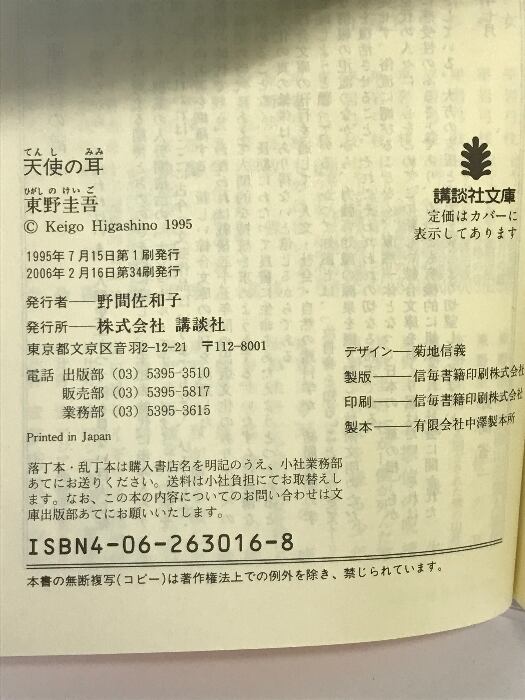 てんし みみ
天使の耳
ひがしのけいご
東野圭吾
© Keigo Higashino 1995
1995年7月15日第1刷発行
2006年2月16日第34刷発行
発行者——野間佐和子
発行所——株式会社 講談社
東京都文京区音羽2-12-21 〒112-8001
電話 出版部 (03) 5395-3510
販売部 (03) 5395-5817
業務部 (03) 5395-3615
Printed in Japan
講談社文庫
定価はカバーに
表示してあります
デザイン—菊地信義
製版——信毎書籍印刷株式会社
印刷——信毎書籍印刷株式会社
製本——有限会社中澤製本所
落丁本・乱丁本は購入書店名を明記のうえ、小社業務部
あてにお送りください。送料は小社負担にてお取替えし
ます。なお、この本の内容についてのお問い合わせは文
庫出版部あてにお願いいたします。
ISBN4-06-263016-8
本書の無断複写(コピー)は著作権法上での例外を除き、禁じられています。